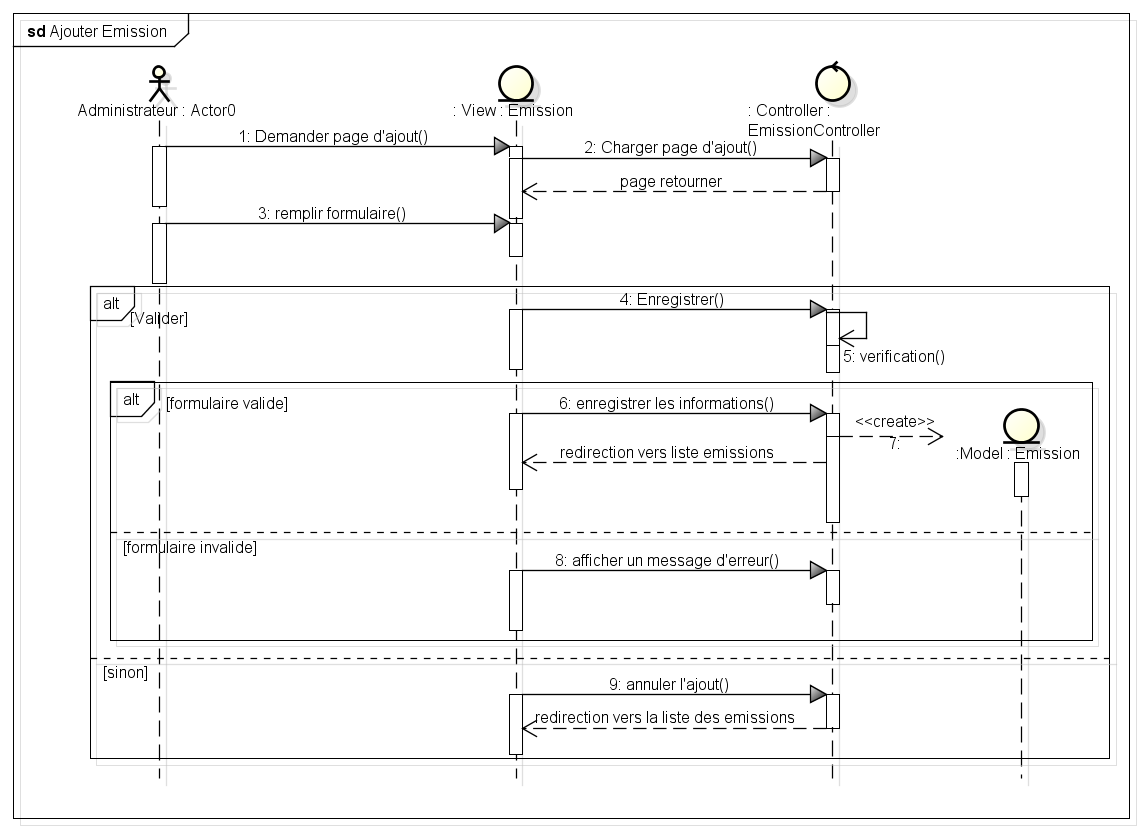 sd Ajouter Emission
Administrateur : Actor0
: View : Emission
: Controller :
EmissionController
1: Demander page d'ajout()
2: Charger page d'ajout()
page retourner
3: remplir formulaire()
alt
[Valider]
4: Enregistrer()
5: verification()
alt
[formulaire valide]
6: enregistrer les informations()
<<create>>
7:
redirection vers liste emissions
:Model : Emission
[formulaire invalide]
8: afficher un message d'erreur()
[sinon]
9: annuler l'ajout()
redirection vers la liste des emissions